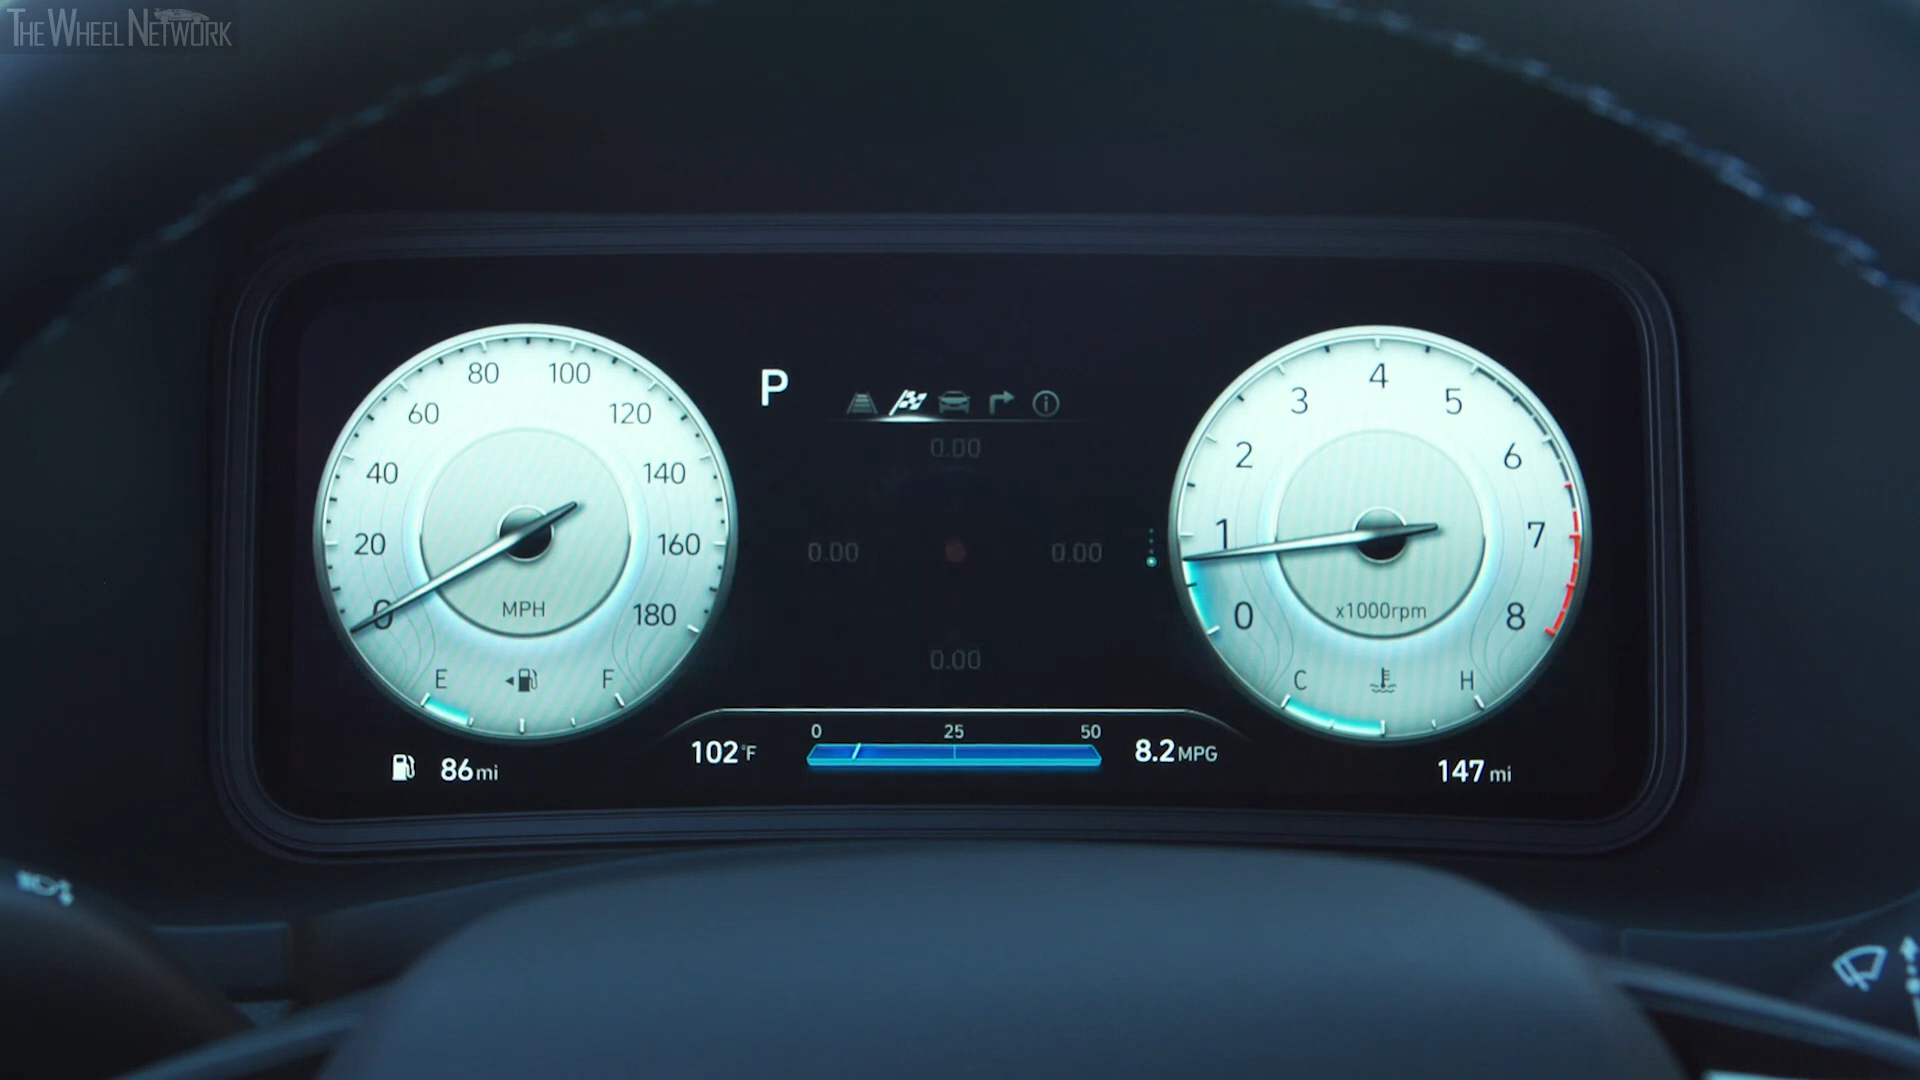 THE WHEEL NETWORK
80 100
60 120
40 140
20 160
0 180
MPH
E F
86 mi
P
0.00
0.00 0.00
0.00
0 25 50
102°F
8.2 MPG
4
3 5
2 6
1 7
0 8
x1000rpm
C H
147 mi